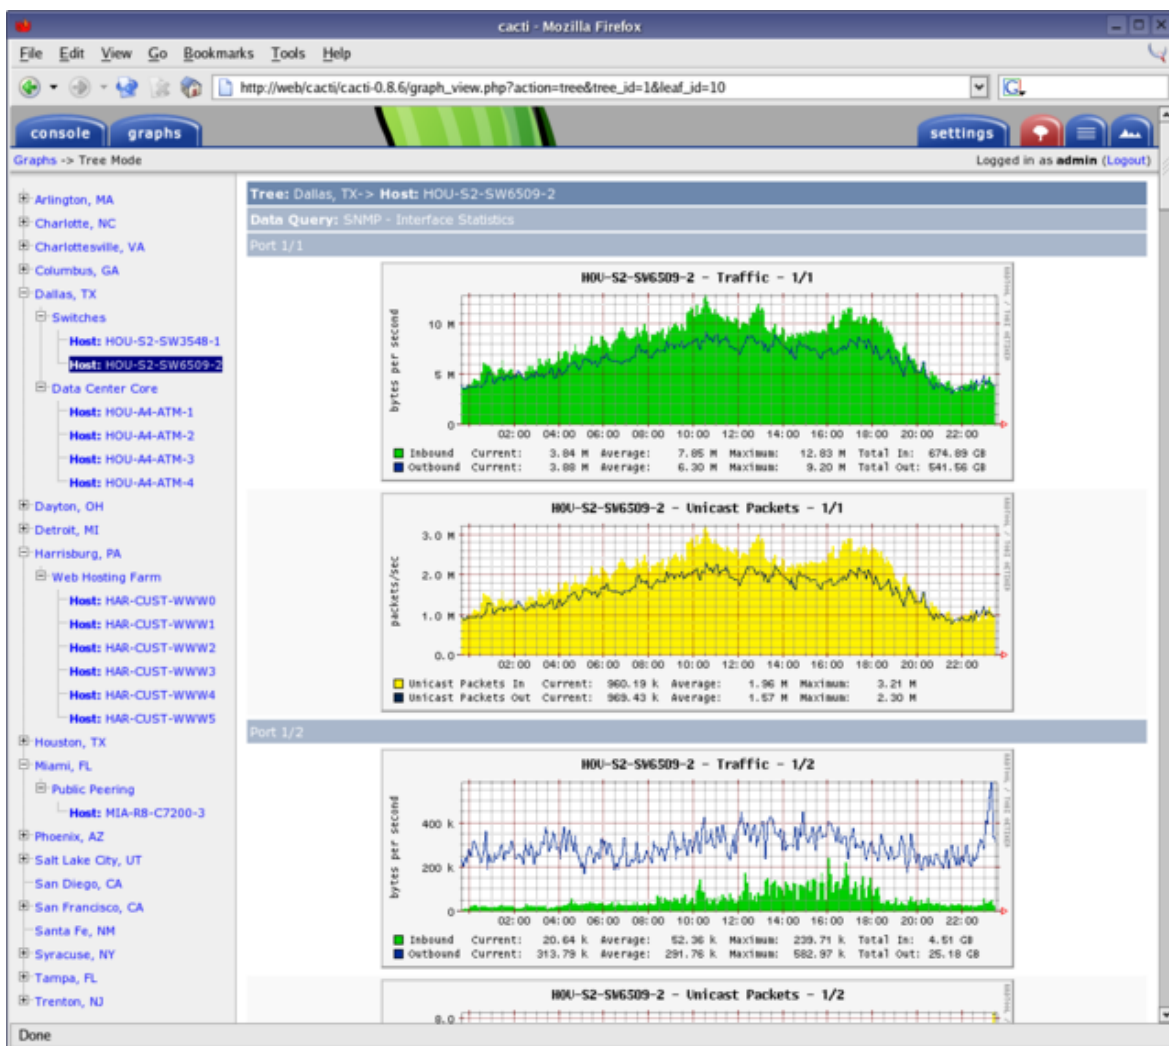 cacti - Mozilla Firefox
File Edit View Go Bookmarks Tools Help
http://web/cacti/cacti-0.8.6/graph_view.php?action=tree&tree_id=1&leaf_id=10
G
console graphs settings
Graphs -> Tree Mode Logged in as admin (Logout)
Arlington, MA
Charlotte, NC
Charlottesville, VA
Columbus, GA
Dallas, TX
Switches
Host: HOU-S2-SW3548-1
Host: HOU-S2-SW6509-2
Data Center Core
Host: HOU-A4-ATM-1
Host: HOU-A4-ATM-2
Host: HOU-A4-ATM-3
Host: HOU-A4-ATM-4
Dayton, OH
Detroit, MI
Harrisburg, PA
Web Hosting Farm
Host: HAR-CUST-WWW0
Host: HAR-CUST-WWW1
Host: HAR-CUST-WWW2
Host: HAR-CUST-WWW3
Host: HAR-CUST-WWW4
Host: HAR-CUST-WWW5
Houston, TX
Miami, FL
Public Peering
Host: MIA-R8-C7200-3
Phoenix, AZ
Salt Lake City, UT
San Diego, CA
San Francisco, CA
Santa Fe, NM
Syracuse, NY
Tampa, FL
Trenton, NJ
Tree: Dallas, TX-> Host: HOU-S2-SW6509-2
Data Query: SNMP - Interface Statistics
Port 1/1
HOU-S2-SW6509-2 - Traffic - 1/1
bytes per second
10 M
5 M
0
02:00 04:00 06:00 08:00 10:00 12:00 14:00 16:00 18:00 20:00 22:00
Inbound Current: 3.84 M Average: 7.85 M Maximum: 12.83 M Total In: 674.89 GB
Outbound Current: 3.88 M Average: 6.30 M Maximum: 9.20 M Total Out: 541.56 GB
HOU-S2-SW6509-2 - Unicast Packets - 1/1
packets/sec
3.0 M
2.0 M
1.0 M
0.0
02:00 04:00 06:00 08:00 10:00 12:00 14:00 16:00 18:00 20:00 22:00
Unicast Packets In Current: 960.19 k Average: 1.96 M Maximum: 3.21 M
Unicast Packets Out Current: 969.43 k Average: 1.57 M Maximum: 2.30 M
Port 1/2
HOU-S2-SW6509-2 - Traffic - 1/2
bytes per second
400 k
200 k
0
02:00 04:00 06:00 08:00 10:00 12:00 14:00 16:00 18:00 20:00 22:00
Inbound Current: 20.64 k Average: 52.36 k Maximum: 239.71 k Total In: 4.51 GB
Outbound Current: 313.79 k Average: 291.76 k Maximum: 582.97 k Total Out: 25.18 GB
HOU-S2-SW6509-2 - Unicast Packets - 1/2
8.0
Done